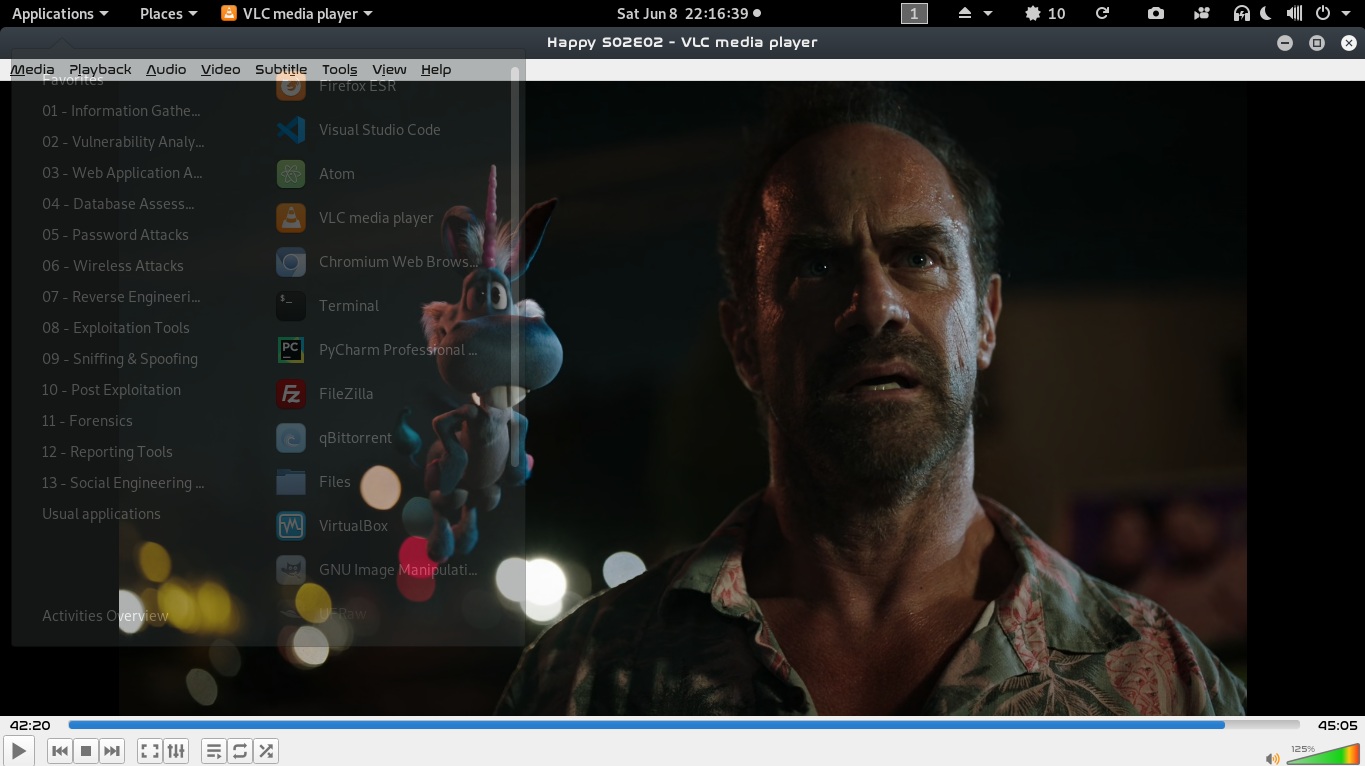 Applications
Places
VLC media player
Sat Jun 8 22:16:39
1
10
Happy S02E02 - VLC media player
Media Playback Audio Video Subtitle Tools View Help
Favorites
01 - Information Gathe...
02 - Vulnerability Analy...
03 - Web Application A...
04 - Database Assess...
05 - Password Attacks
06 - Wireless Attacks
07 - Reverse Engineeri...
08 - Exploitation Tools
09 - Sniffing & Spoofing
10 - Post Exploitation
11 - Forensics
12 - Reporting Tools
13 - Social Engineering ...
Usual applications
Activities Overview
Firefox ESR
Visual Studio Code
Atom
VLC media player
Chromium Web Brows...
Terminal
$_
PC
PyCharm Professional ...
Fz
FileZilla
qBittorrent
Files
VirtualBox
GNU Image Manipulati...
UFRaw
42:20
45:05
125%